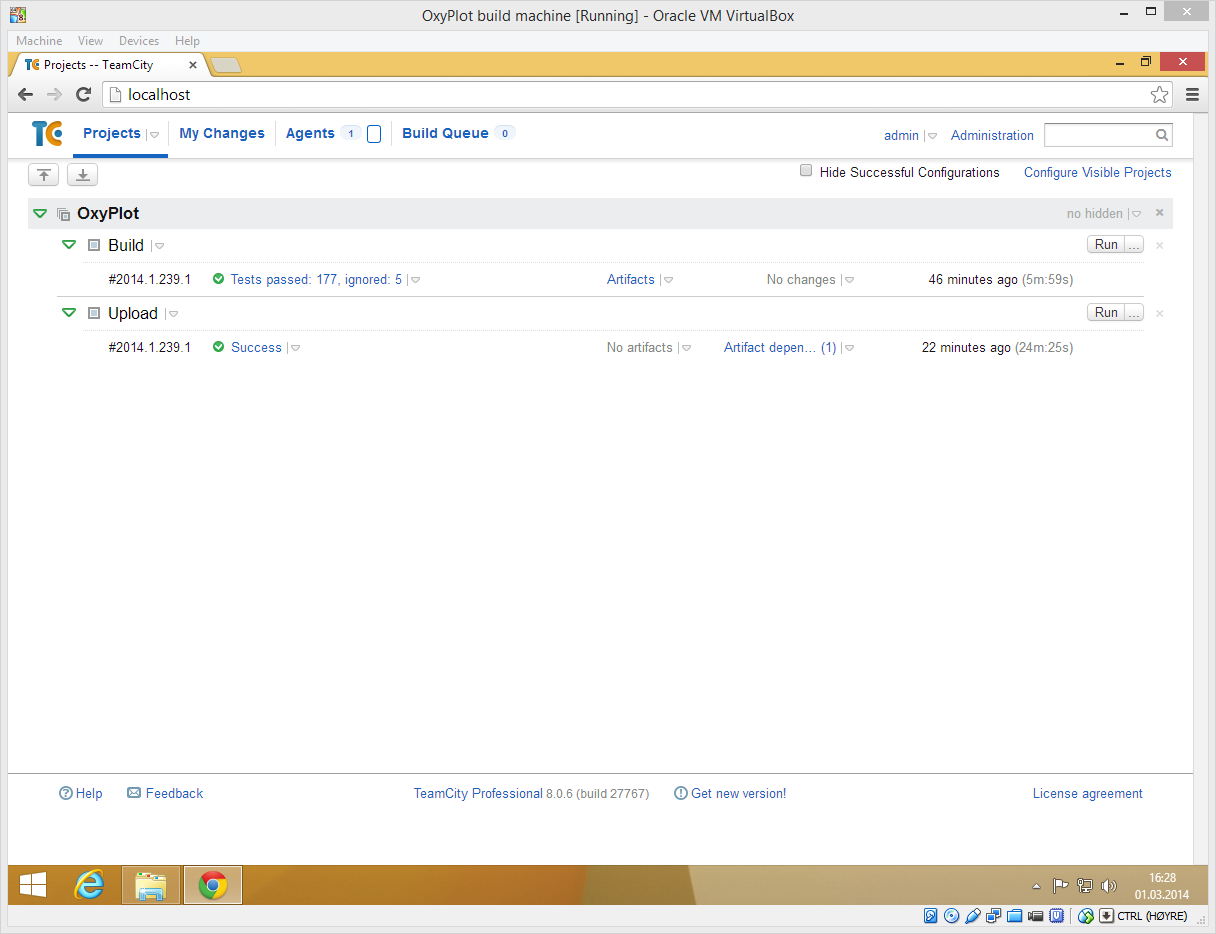 OxyPlot build machine [Running] - Oracle VM VirtualBox
Machine View Devices Help
TC Projects -- TeamCity
localhost
TC Projects My Changes Agents 1 Build Queue 0 admin Administration
Hide Successful Configurations Configure Visible Projects
OxyPlot no hidden
Build Run ...
#2014.1.239.1 Tests passed: 177, ignored: 5 Artifacts No changes 46 minutes ago (5m:59s)
Upload Run ...
#2014.1.239.1 Success No artifacts Artifact depen... (1) 22 minutes ago (24m:25s)
Help Feedback TeamCity Professional 8.0.6 (build 27767) Get new version! License agreement
16:28
01.03.2014
CTRL (HØYRE)